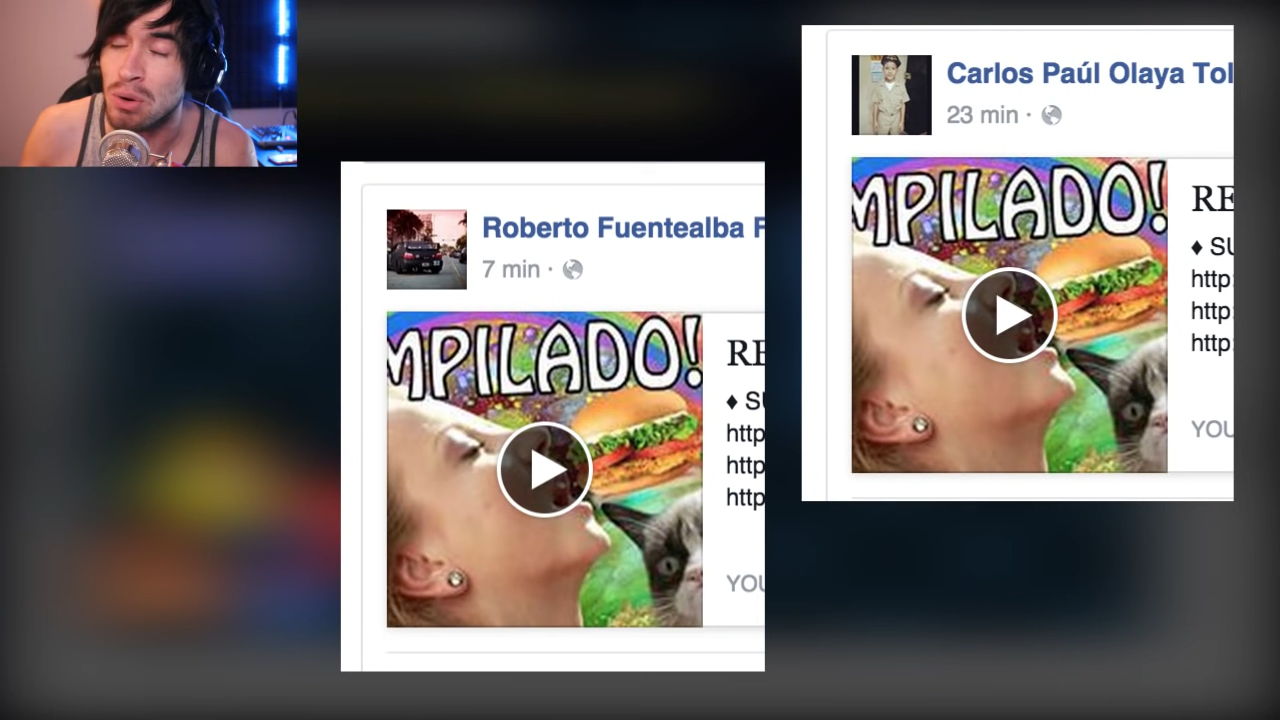 Roberto Fuentealba F
7 min ·
MPILADO!
RE
♦ SU
http
http
http
YOU
Carlos Paúl Olaya Tol
23 min ·
MPILADO!
RE
♦ SU
http:
http:
http:
YOU